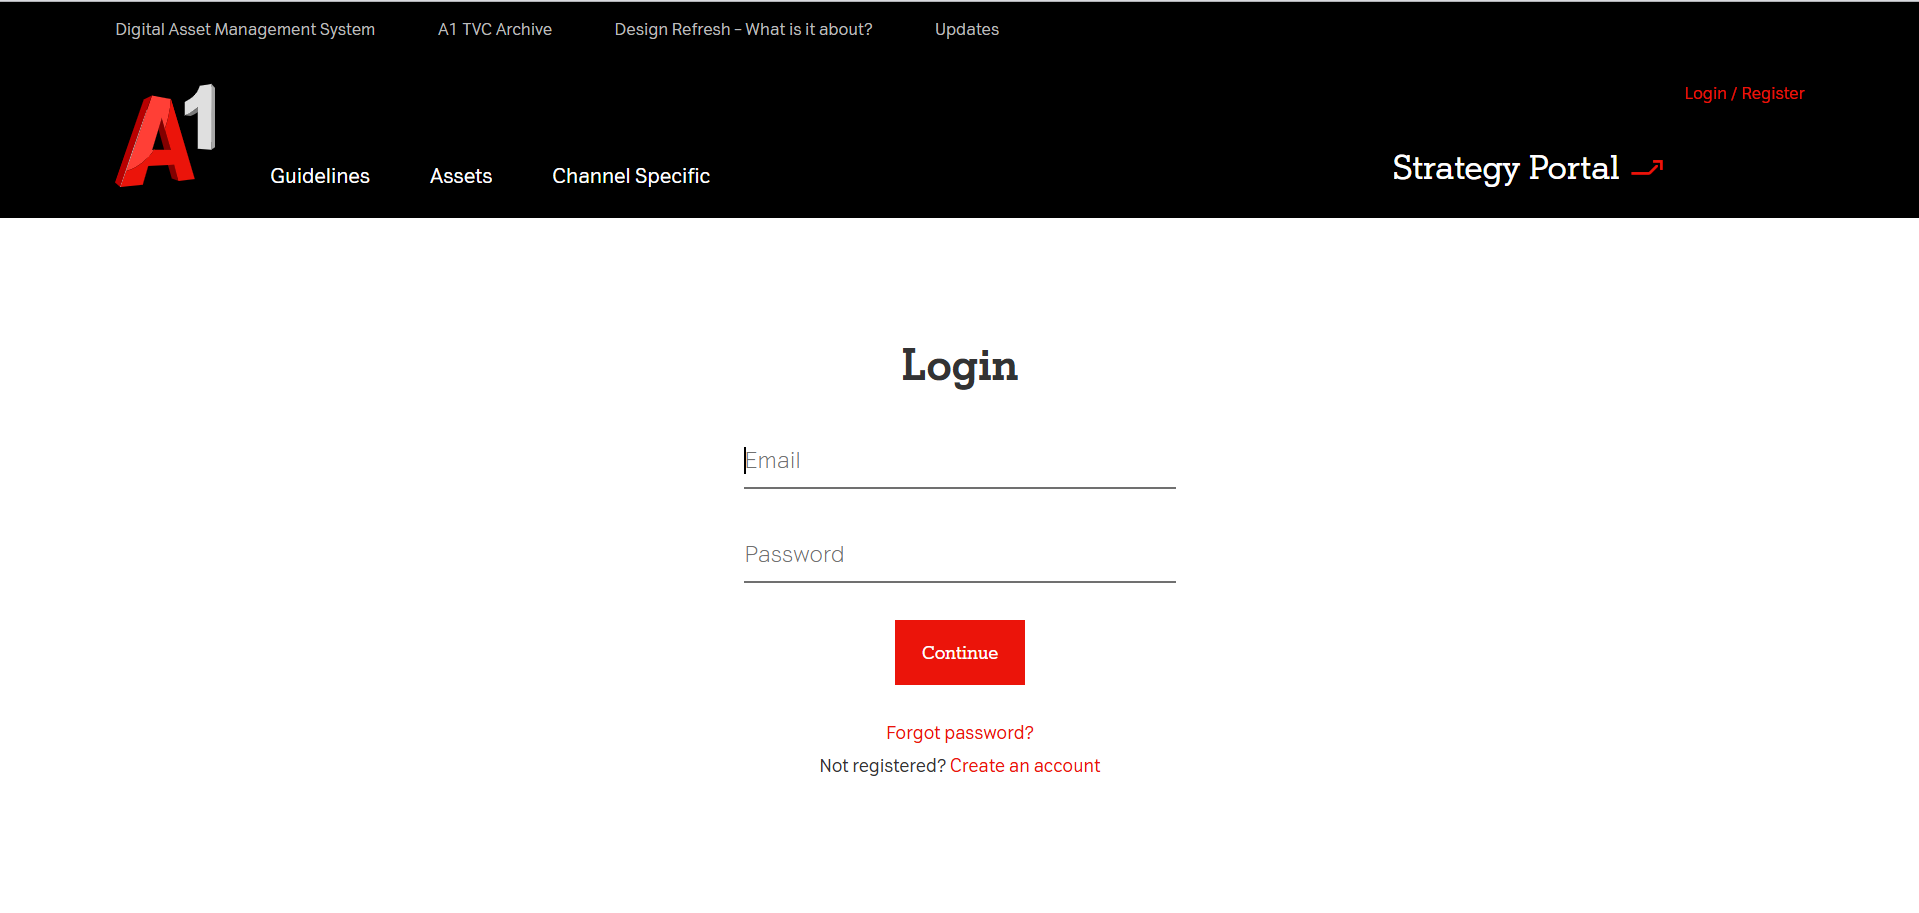 Digital Asset Management System A1 TVC Archive Design Refresh – What is it about? Updates
Login / Register
A1
Guidelines Assets Channel Specific
Strategy Portal
Login
Email
Password
Continue
Forgot password?
Not registered? Create an account